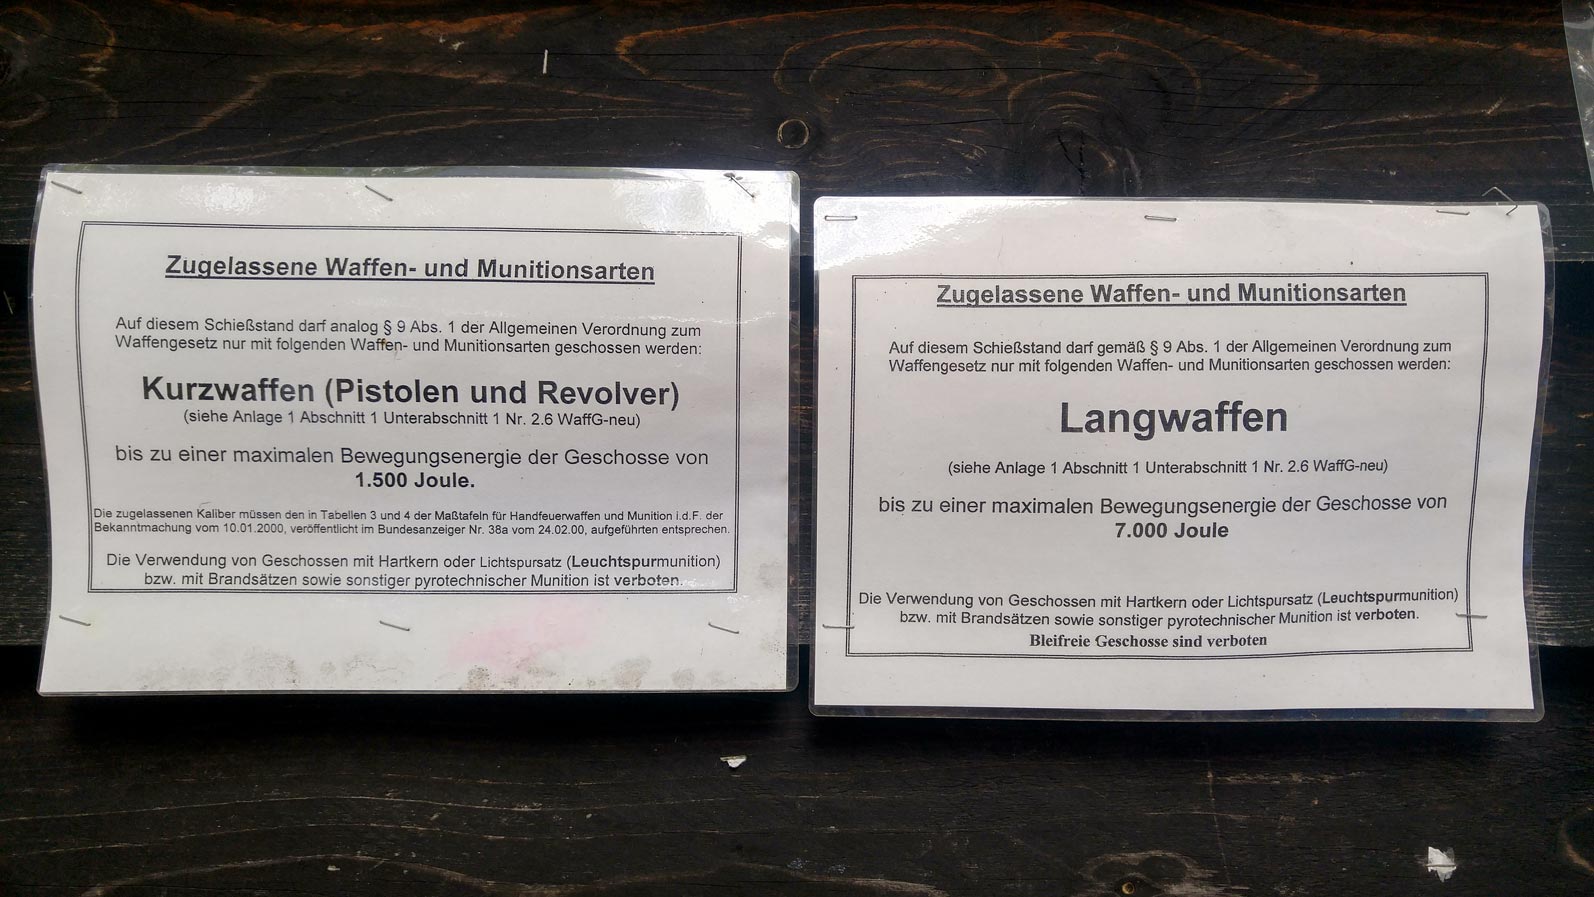 Zugelassene Waffen- und Munitionsarten
Auf diesem Schießstand darf analog § 9 Abs. 1 der Allgemeinen Verordnung zum
Waffengesetz nur mit folgenden Waffen- und Munitionsarten geschossen werden:
Kurzwaffen (Pistolen und Revolver)
(siehe Anlage 1 Abschnitt 1 Unterabschnitt 1 Nr. 2.6 WaffG-neu)
bis zu einer maximalen Bewegungsenergie der Geschosse von
1.500 Joule.
Die zugelassenen Kaliber müssen den in Tabellen 3 und 4 der Maßtafeln für Handfeuerwaffen und Munition i.d.F. der
Bekanntmachung vom 10.01.2000, veröffentlicht im Bundesanzeiger Nr. 38a vom 24.02.00, aufgeführten entsprechen.
Die Verwendung von Geschossen mit Hartkern oder Lichtspursatz (Leuchtspurmunition)
bzw. mit Brandsätzen sowie sonstiger pyrotechnischer Munition ist verboten.
Zugelassene Waffen- und Munitionsarten
Auf diesem Schießstand darf gemäß § 9 Abs. 1 der Allgemeinen Verordnung zum
Waffengesetz nur mit folgenden Waffen- und Munitionsarten geschossen werden:
Langwaffen
(siehe Anlage 1 Abschnitt 1 Unterabschnitt 1 Nr. 2.6 WaffG-neu)
bis zu einer maximalen Bewegungsenergie der Geschosse von
7.000 Joule
Die Verwendung von Geschossen mit Hartkern oder Lichtspursatz (Leuchtspurmunition)
bzw. mit Brandsätzen sowie sonstiger pyrotechnischer Munition ist verboten.
Bleifreie Geschosse sind verboten